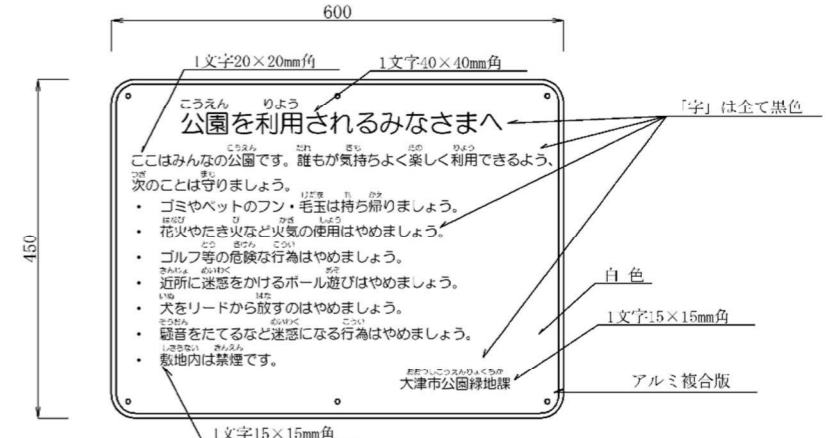 600
1文字20×20mm角
1文字40×40mm角
「字」は全て黒色
こうえん りよう
公園を利用されるみなさまへ
こうえん だれ きも たの りよう
ここはみんなの公園です。誰もが気持ちよく楽しく利用できるよう、
つぎ まも
次のことは守りましょう。
けだま も かえ
・ ゴミやペットのフン・毛玉は持ち帰りましょう。
はなび び かき しよう
・ 花火やたき火など火気の使用はやめましょう。
とう きけん こうい
・ ゴルフ等の危険な行為はやめましょう。
きんじょ めいわく あそ
・ 近所に迷惑をかけるボール遊びはやめましょう。
いぬ はな
・ 犬をリードから放すのはやめましょう。
そうおん めいわく こうい
・ 騒音をたてるなど迷惑になる行為はやめましょう。
しきちない きんえん
・ 敷地内は禁煙です。
おおつしこうえんりょくちか
大津市公園緑地課
450
白色
1文字15×15mm角
アルミ複合版
1文字15×15mm角